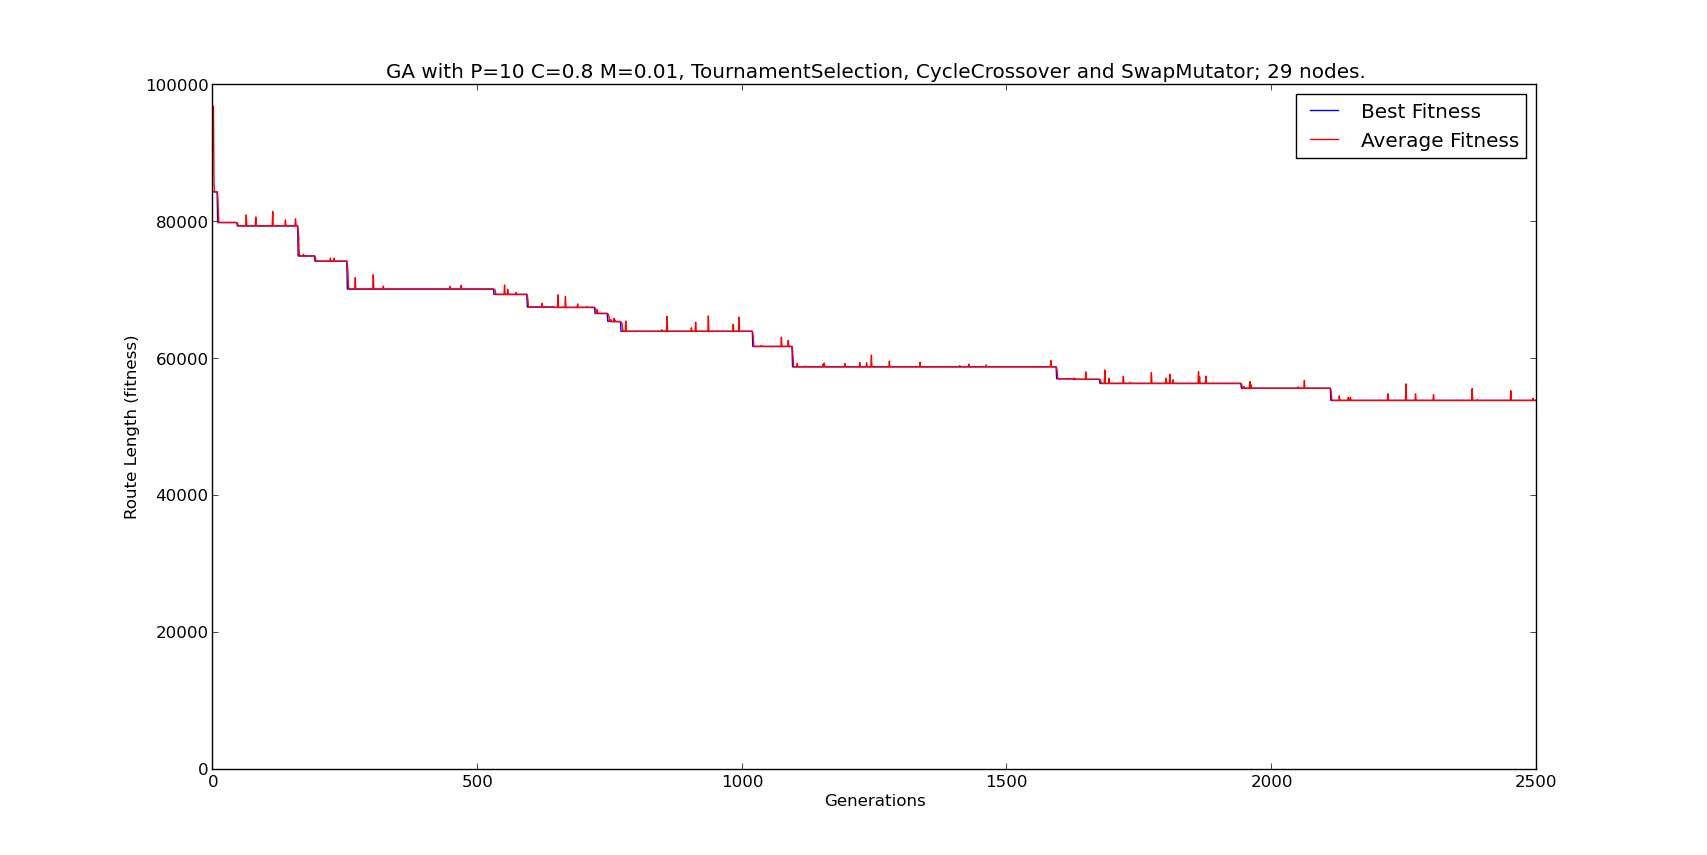 GA with P=10 C=0.8 M=0.01, TournamentSelection, CycleCrossover and SwapMutator; 29 nodes.
Best Fitness
Average Fitness
100000
80000
60000
40000
20000
0
Route Length (fitness)
0 500 1000 1500 2000 2500
Generations